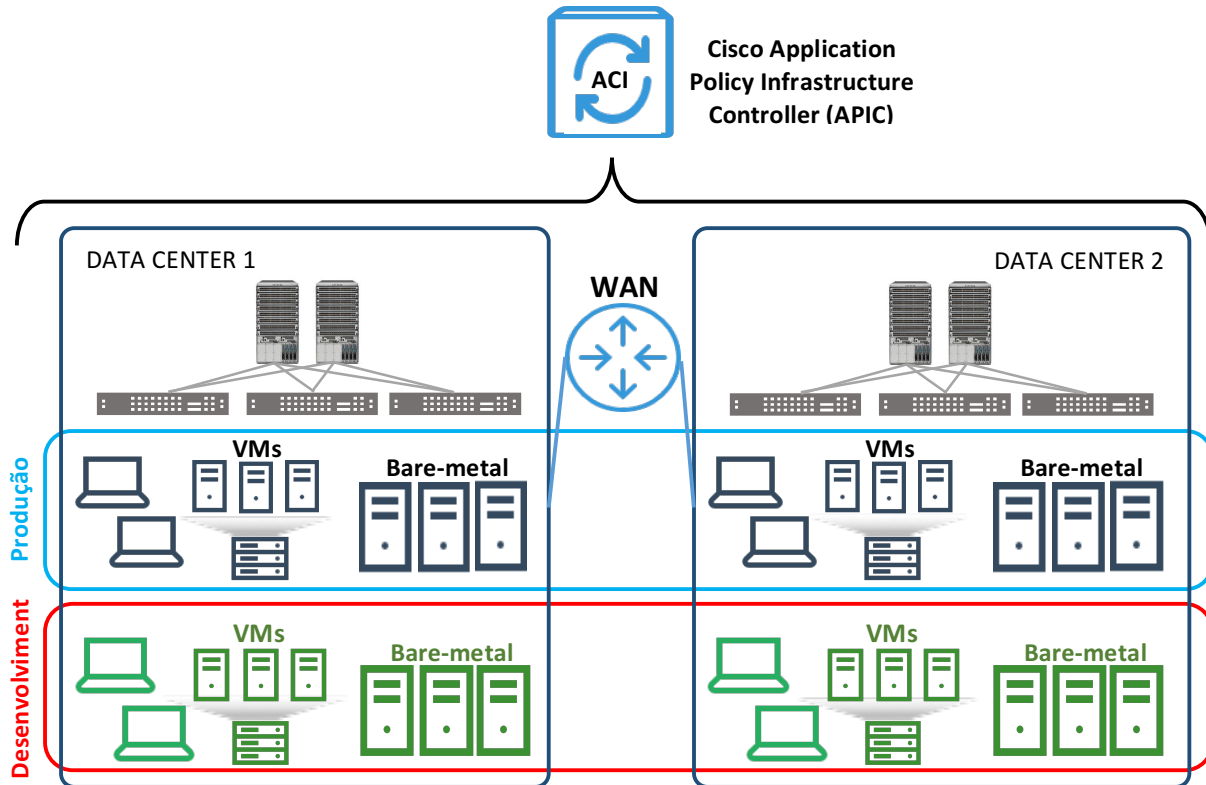 ACI
Cisco Application
Policy Infrastructure
Controller (APIC)
DATA CENTER 1
DATA CENTER 2
WAN
Produção
VMs
Bare-metal
VMs
Bare-metal
Desenvolviment
VMs
Bare-metal
VMs
Bare-metal